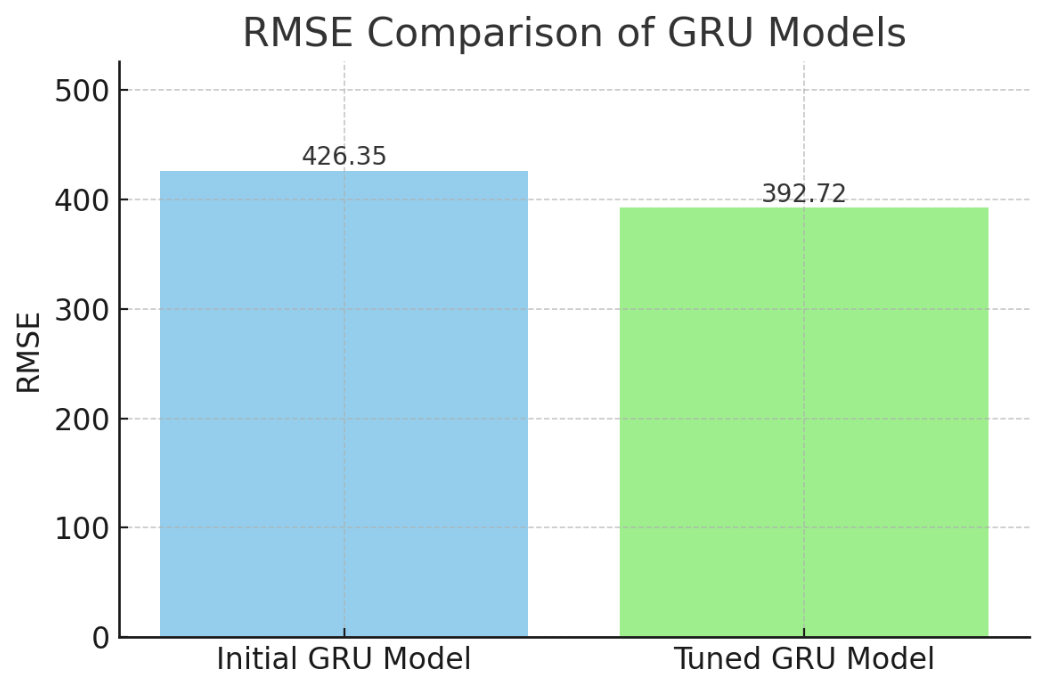 RMSE Comparison of GRU Models
RMSE
500
400
300
200
100
0
426.35
392.72
Initial GRU Model
Tuned GRU Model